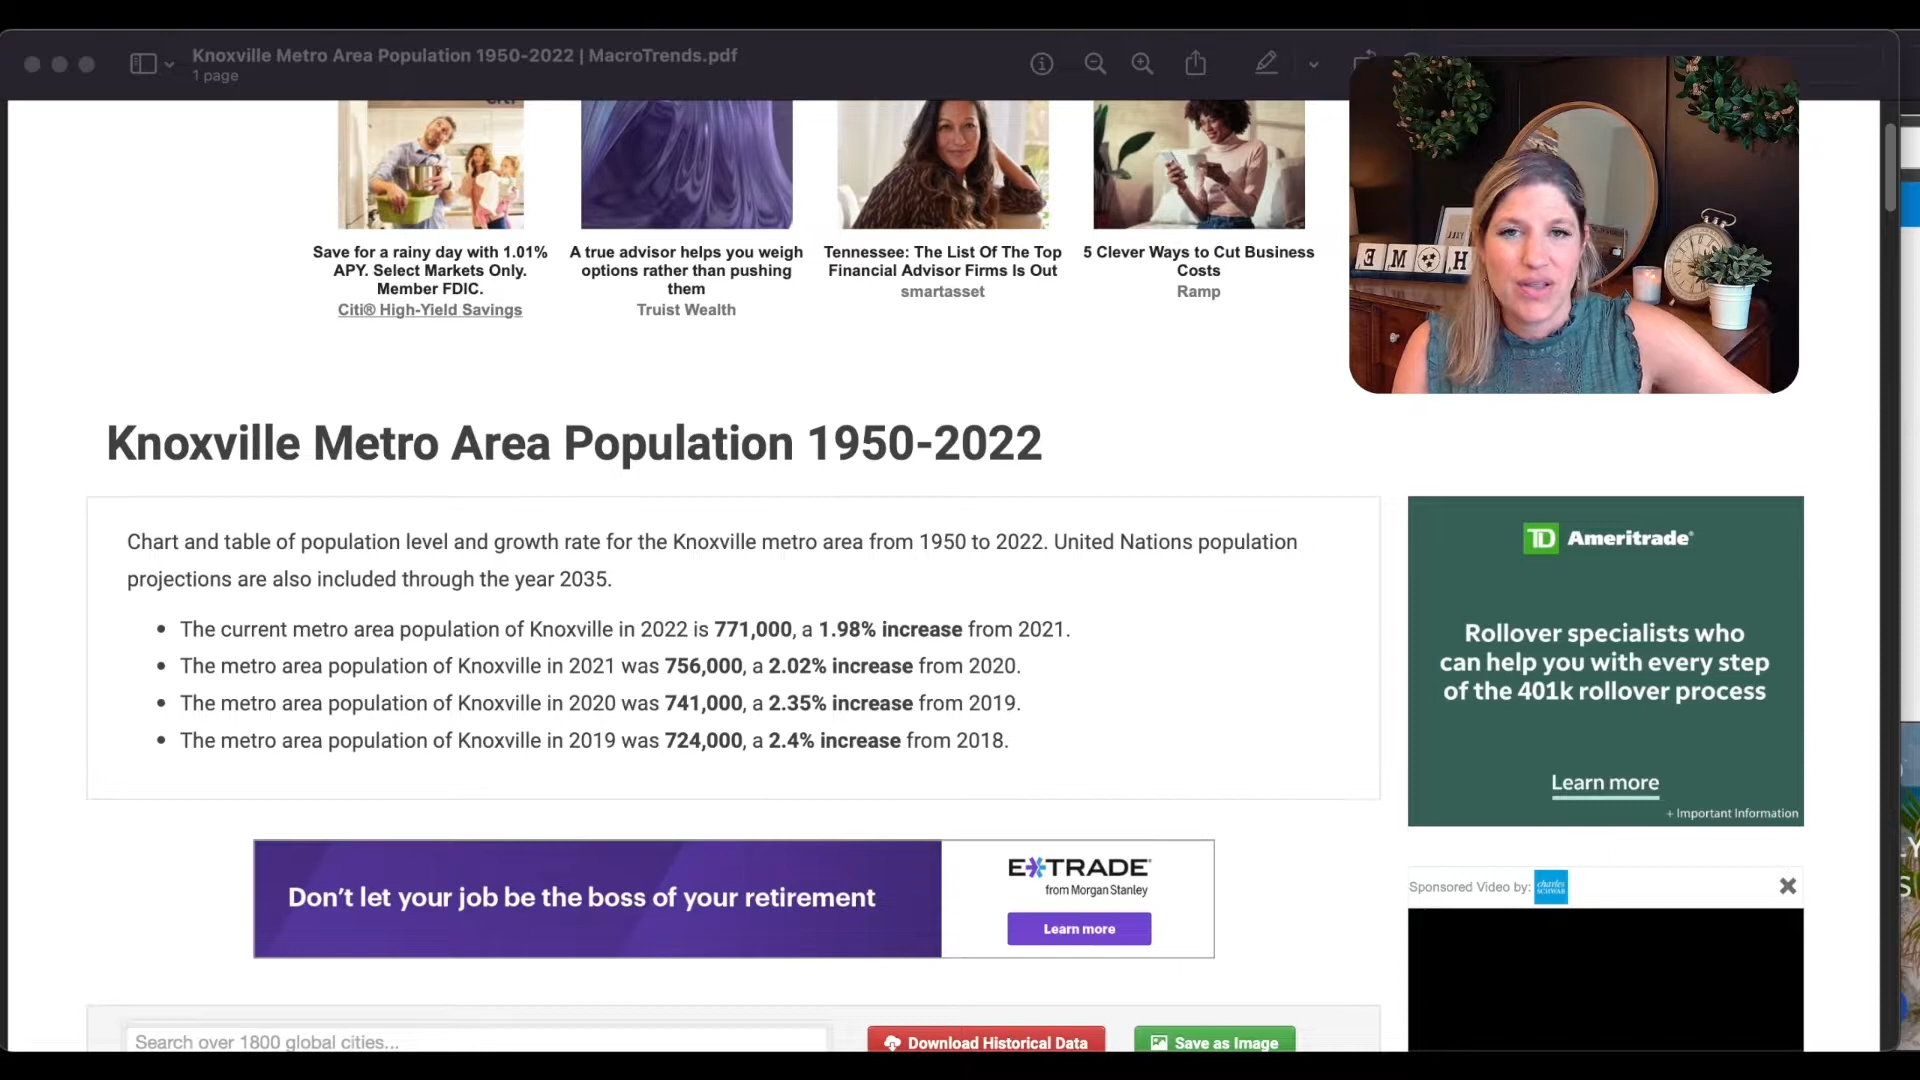 Knoxville Metro Area Population 1950-2022 | MacroTrends.pdf
1 page
Save for a rainy day with 1.01%
APY. Select Markets Only.
Member FDIC.
Citi® High-Yield Savings
A true advisor helps you weigh
options rather than pushing
them
Truist Wealth
Tennessee: The List Of The Top
Financial Advisor Firms Is Out
smartasset
5 Clever Ways to Cut Business
Costs
Ramp
Knoxville Metro Area Population 1950-2022
Chart and table of population level and growth rate for the Knoxville metro area from 1950 to 2022. United Nations population
projections are also included through the year 2035.
The current metro area population of Knoxville in 2022 is 771,000, a 1.98% increase from 2021.
The metro area population of Knoxville in 2021 was 756,000, a 2.02% increase from 2020.
The metro area population of Knoxville in 2020 was 741,000, a 2.35% increase from 2019.
The metro area population of Knoxville in 2019 was 724,000, a 2.4% increase from 2018.
TD Ameritrade®
Rollover specialists who
can help you with every step
of the 401k rollover process
Learn more
+ Important Information
Don't let your job be the boss of your retirement
E*TRADE®
from Morgan Stanley
Learn more
Sponsored Video by: charles
SCHWAB
Search over 1800 global cities...
Download Historical Data
Save as Image